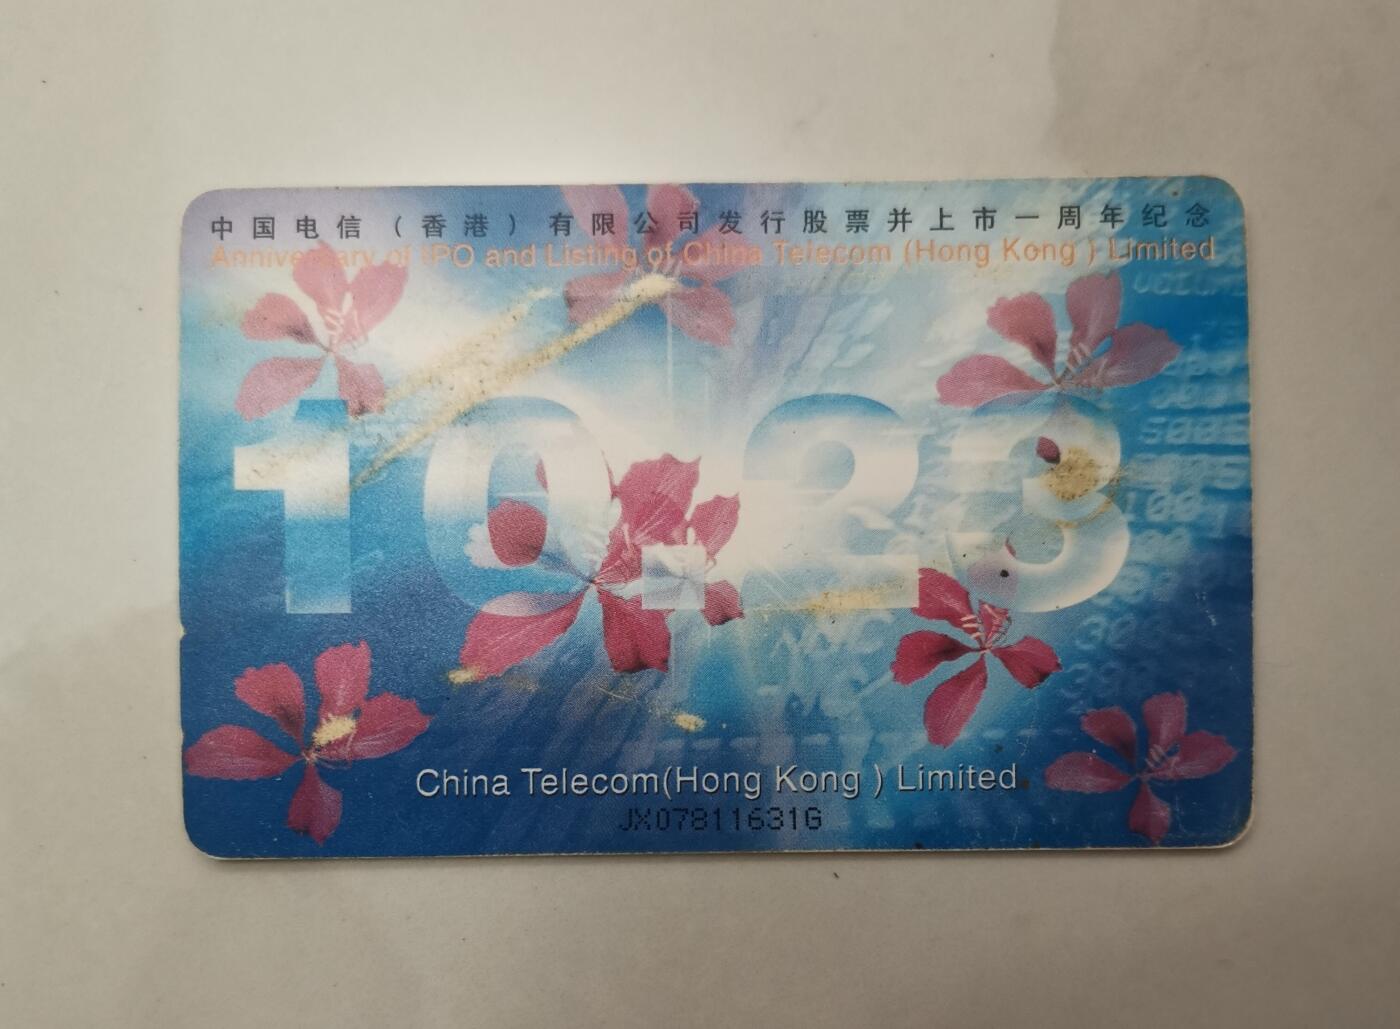 中国电信（香港）有限公司发行股票并上市一周年纪念
Anniversary of IPO and Listing of China Telecom (Hong Kong ) Limited
10.23
China Telecom(Hong Kong ) Limited
JX07811631G